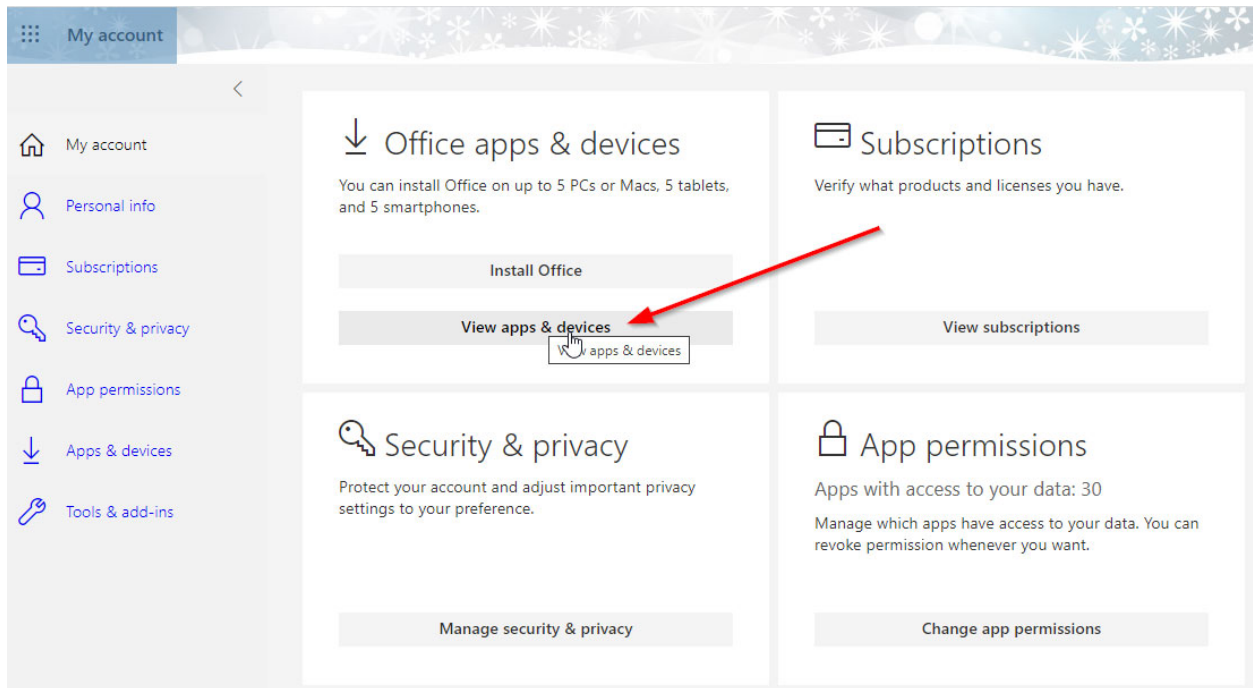 My account
My account
Personal info
Subscriptions
Security & privacy
App permissions
Apps & devices
Tools & add-ins
Office apps & devices
You can install Office on up to 5 PCs or Macs, 5 tablets,
and 5 smartphones.
Install Office
View apps & devices
apps & devices
Subscriptions
Verify what products and licenses you have.
View subscriptions
Security & privacy
Protect your account and adjust important privacy
settings to your preference.
Manage security & privacy
App permissions
Apps with access to your data: 30
Manage which apps have access to your data. You can
revoke permission whenever you want.
Change app permissions